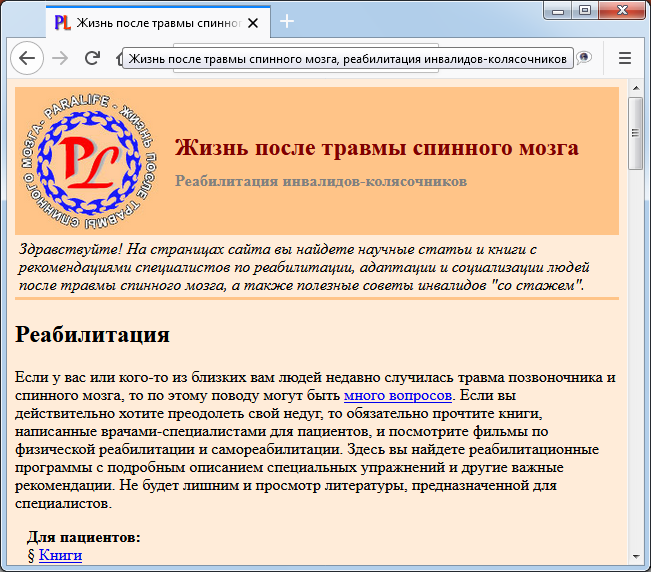 PL Жизнь после травмы спинног
Жизнь после травмы спинного мозга, реабилитация инвалидов-колясочников
PARALIFE - ЖИЗНЬ ПОСЛЕ ТРАВМЫ СПИННОГО МОЗГА -
PL
Жизнь после травмы спинного мозга
Реабилитация инвалидов-колясочников
Здравствуйте! На страницах сайта вы найдете научные статьи и книги с
рекомендациями специалистов по реабилитации, адаптации и социализации людей
после травмы спинного мозга, а также полезные советы инвалидов "со стажем".
Реабилитация
Если у вас или кого-то из близких вам людей недавно случилась травма позвоночника и
спинного мозга, то по этому поводу могут быть много вопросов. Если вы
действительно хотите преодолеть свой недуг, то обязательно прочтите книги,
написанные врачами-специалистами для пациентов, и посмотрите фильмы по
физической реабилитации и самореабилитации. Здесь вы найдете реабилитационные
программы с подробным описанием специальных упражнений и другие важные
рекомендации. Не будет лишним и просмотр литературы, предназначенной для
специалистов.
Для пациентов:
§ Книги